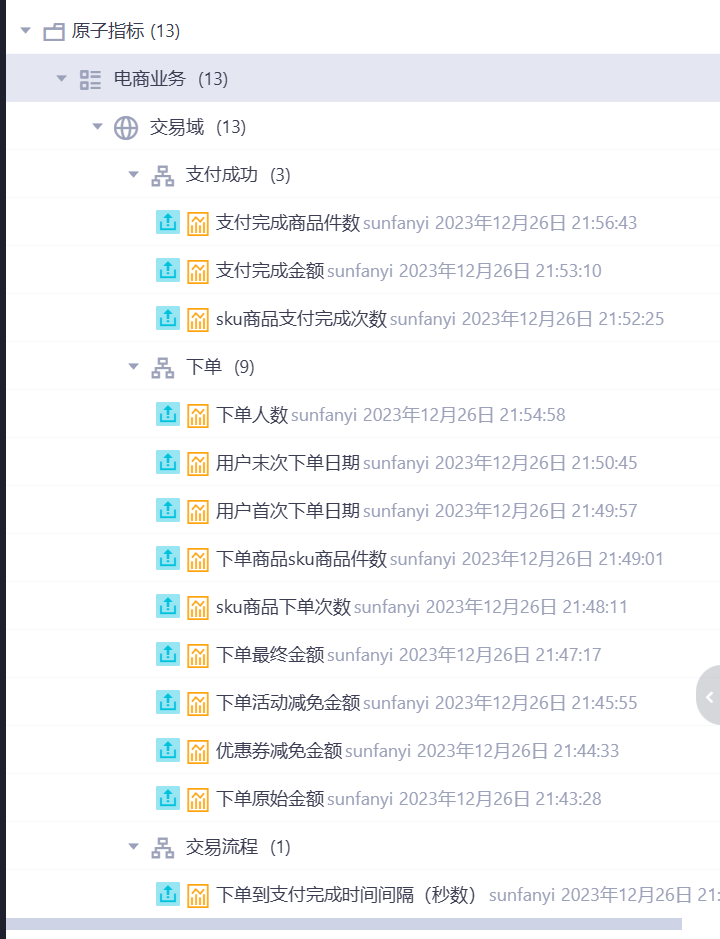 原子指标 (13)
电商业务 (13)
交易域 (13)
支付成功 (3)
支付完成商品件数 sunfanyi 2023年12月26日 21:56:43
支付完成金额 sunfanyi 2023年12月26日 21:53:10
sku商品支付完成次数 sunfanyi 2023年12月26日 21:52:25
下单 (9)
下单人数 sunfanyi 2023年12月26日 21:54:58
用户末次下单日期 sunfanyi 2023年12月26日 21:50:45
用户首次下单日期 sunfanyi 2023年12月26日 21:49:57
下单商品sku商品件数 sunfanyi 2023年12月26日 21:49:01
sku商品下单次数 sunfanyi 2023年12月26日 21:48:11
下单最终金额 sunfanyi 2023年12月26日 21:47:17
下单活动减免金额 sunfanyi 2023年12月26日 21:45:55
优惠券减免金额 sunfanyi 2023年12月26日 21:44:33
下单原始金额 sunfanyi 2023年12月26日 21:43:28
交易流程 (1)
下单到支付完成时间间隔（秒数） sunfanyi 2023年12月26日 21: